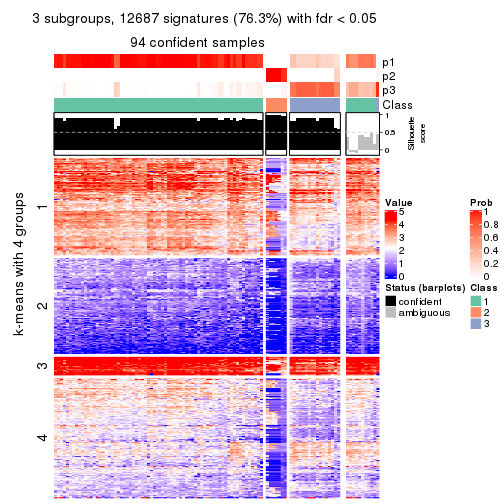 3 subgroups, 12687 signatures (76.3%) with fdr < 0.05
94 confident samples
p1
p2
p3
Class
1
0.5
0
Silhouette
score
k-means with 4 groups
1
2
3
4
Value
5
4
3
2
1
0
Prob
1
0.8
0.6
0.4
0.2
0
Status (barplots)
confident
ambiguous
Class
1
2
3